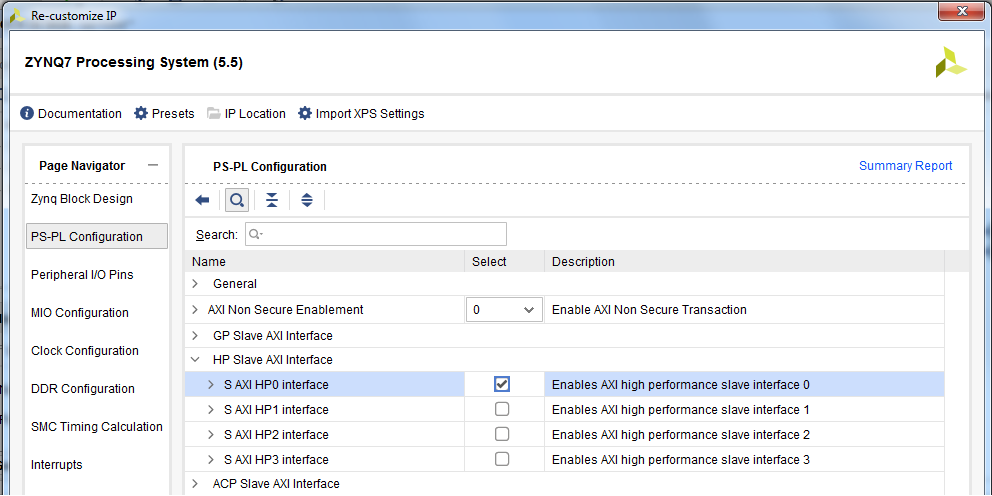 Re-customize IP
ZYNQ7 Processing System (5.5)
Documentation Presets IP Location Import XPS Settings
Page Navigator
Zynq Block Design
PS-PL Configuration
Peripheral I/O Pins
MIO Configuration
Clock Configuration
DDR Configuration
SMC Timing Calculation
Interrupts
PS-PL Configuration Summary Report
Search:
Name Select Description
General
AXI Non Secure Enablement 0 Enable AXI Non Secure Transaction
GP Slave AXI Interface
HP Slave AXI Interface
S AXI HP0 interface Enables AXI high performance slave interface 0
S AXI HP1 interface Enables AXI high performance slave interface 1
S AXI HP2 interface Enables AXI high performance slave interface 2
S AXI HP3 interface Enables AXI high performance slave interface 3
ACP Slave AXI Interface